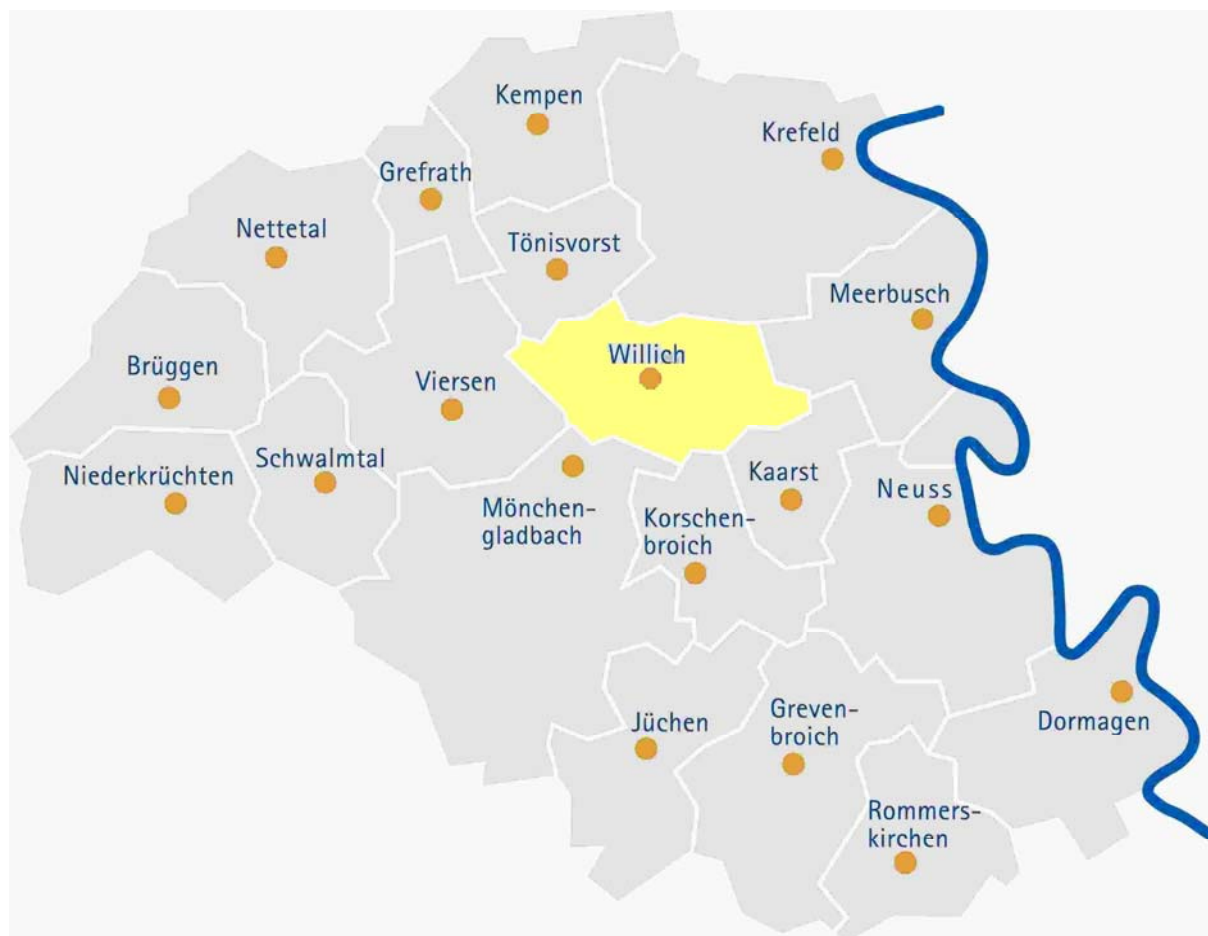 Kempen
Krefeld
Grefrath
Nettetal
Tönisvorst
Meerbusch
Willich
Brüggen
Viersen
Schwalmtal
Niederkrüchten
Kaarst
Neuss
Mönchen-
gladbach
Korschen-
broich
Jüchen
Greven-
broich
Dormagen
Rommers-
kirchen